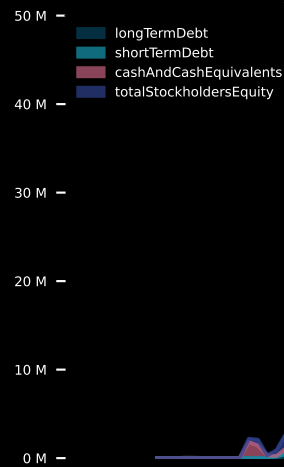 50 M
longTermDebt
shortTermDebt
cashAndCashEquivalents
totalStockholdersEquity
40 M
30 M
20 M
10 M
0 M